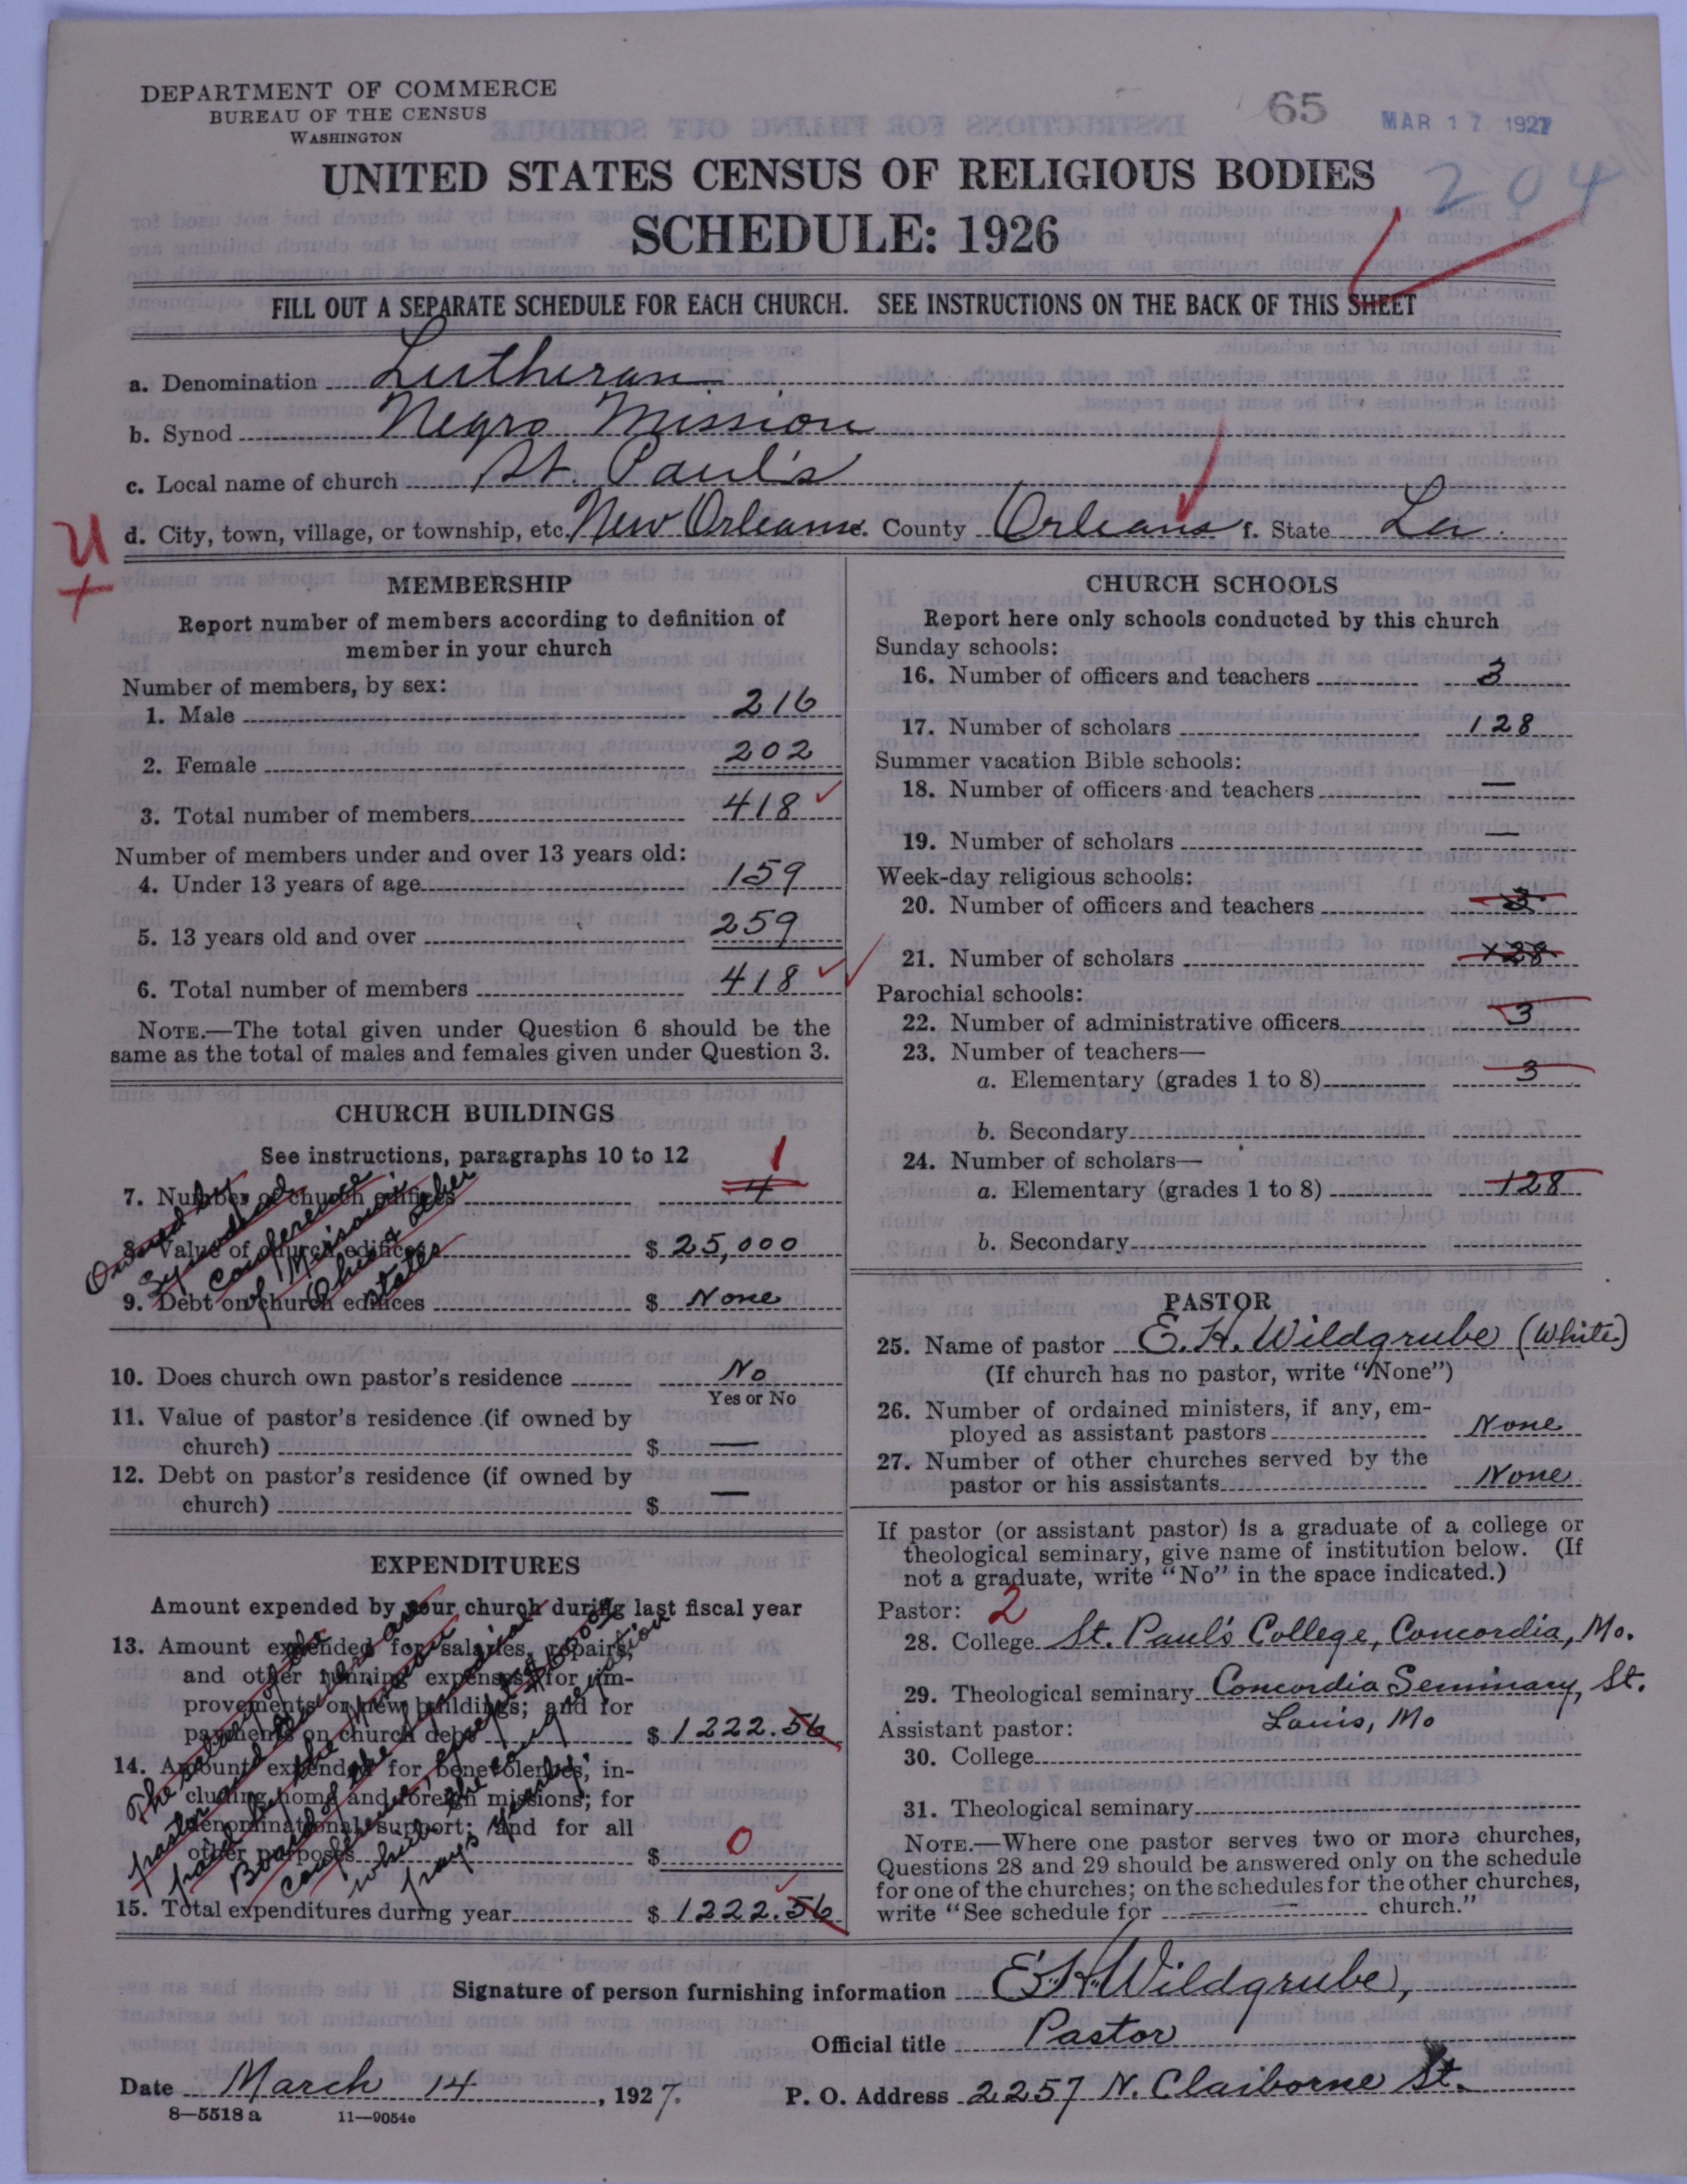 DEPARTMENT OF COMMERCE
BUREAU OF THE CENSUS
WASHINGTON
65
MAR 17 1927
204
UNITED STATES CENSUS OF RELIGIOUS BODIES
SCHEDULE: 1926
FILL OUT A SEPARATE SCHEDULE FOR EACH CHURCH. SEE INSTRUCTIONS ON THE BACK OF THIS SHEET
a. Denomination Lutheran
b. Synod Negro Mission
c. Local name of church St. Paul's
d. City, town, village, or township, etc. New Orleans e. County Orleans f. State La.
MEMBERSHIP
Report number of members according to definition of
member in your church
Number of members, by sex:
1. Male 216
2. Female 202
3. Total number of members 418
Number of members under and over 13 years old:
4. Under 13 years of age 159
5. 13 years old and over 259
6. Total number of members 418
NOTE.—The total given under Question 6 should be the
same as the total of males and females given under Question 3.
CHURCH BUILDINGS
See instructions, paragraphs 10 to 12
1
7. Number of church edifices
8. Value of church edifices $ 25,000
9. Debt on church edifices $ None
Owned by
Synodical
Conference
of Missouri
Ohio & other
states
10. Does church own pastor's residence No
Yes or No
11. Value of pastor's residence (if owned by
church) $ —
12. Debt on pastor's residence (if owned by
church) $ —
EXPENDITURES
Amount expended by your church during last fiscal year
13. Amount expended for salaries, repairs,
and other running expenses; for im-
provements or new buildings; and for
payments on church debt $ 1222.56
14. Amount expended for benevolences, in-
cluding home and foreign missions; for
denominational support; and for all
other purposes $ 0
15. Total expenditures during year $ 1222.56
pastor and
paid by the
Board of the
Conference,
which the congregation
pays yearly.
CHURCH SCHOOLS
Report here only schools conducted by this church
Sunday schools:
16. Number of officers and teachers 3
17. Number of scholars 128
Summer vacation Bible schools:
18. Number of officers and teachers —
19. Number of scholars —
Week-day religious schools:
20. Number of officers and teachers 3
21. Number of scholars 128
Parochial schools:
22. Number of administrative officers 3
23. Number of teachers—
a. Elementary (grades 1 to 8) 3
b. Secondary
24. Number of scholars—
a. Elementary (grades 1 to 8) 128
b. Secondary
PASTOR
25. Name of pastor E. H. Wildgrube (White)
(If church has no pastor, write "None")
26. Number of ordained ministers, if any, em-
ployed as assistant pastors None
27. Number of other churches served by the
pastor or his assistants None
If pastor (or assistant pastor) is a graduate of a college or
theological seminary, give name of institution below. (If
not a graduate, write "No" in the space indicated.)
Pastor: 2
28. College St. Paul's College, Concordia, Mo.
29. Theological seminary Concordia Seminary, St.
Louis, Mo
Assistant pastor:
30. College
31. Theological seminary
NOTE.—Where one pastor serves two or more churches,
Questions 28 and 29 should be answered only on the schedule
for one of the churches; on the schedules for the other churches,
write "See schedule for — church."
Signature of person furnishing information E. H. Wildgrube,
Official title Pastor
Date March 14, 1927. P. O. Address 2257 N. Claiborne St.
8—5518 a 11—9054e